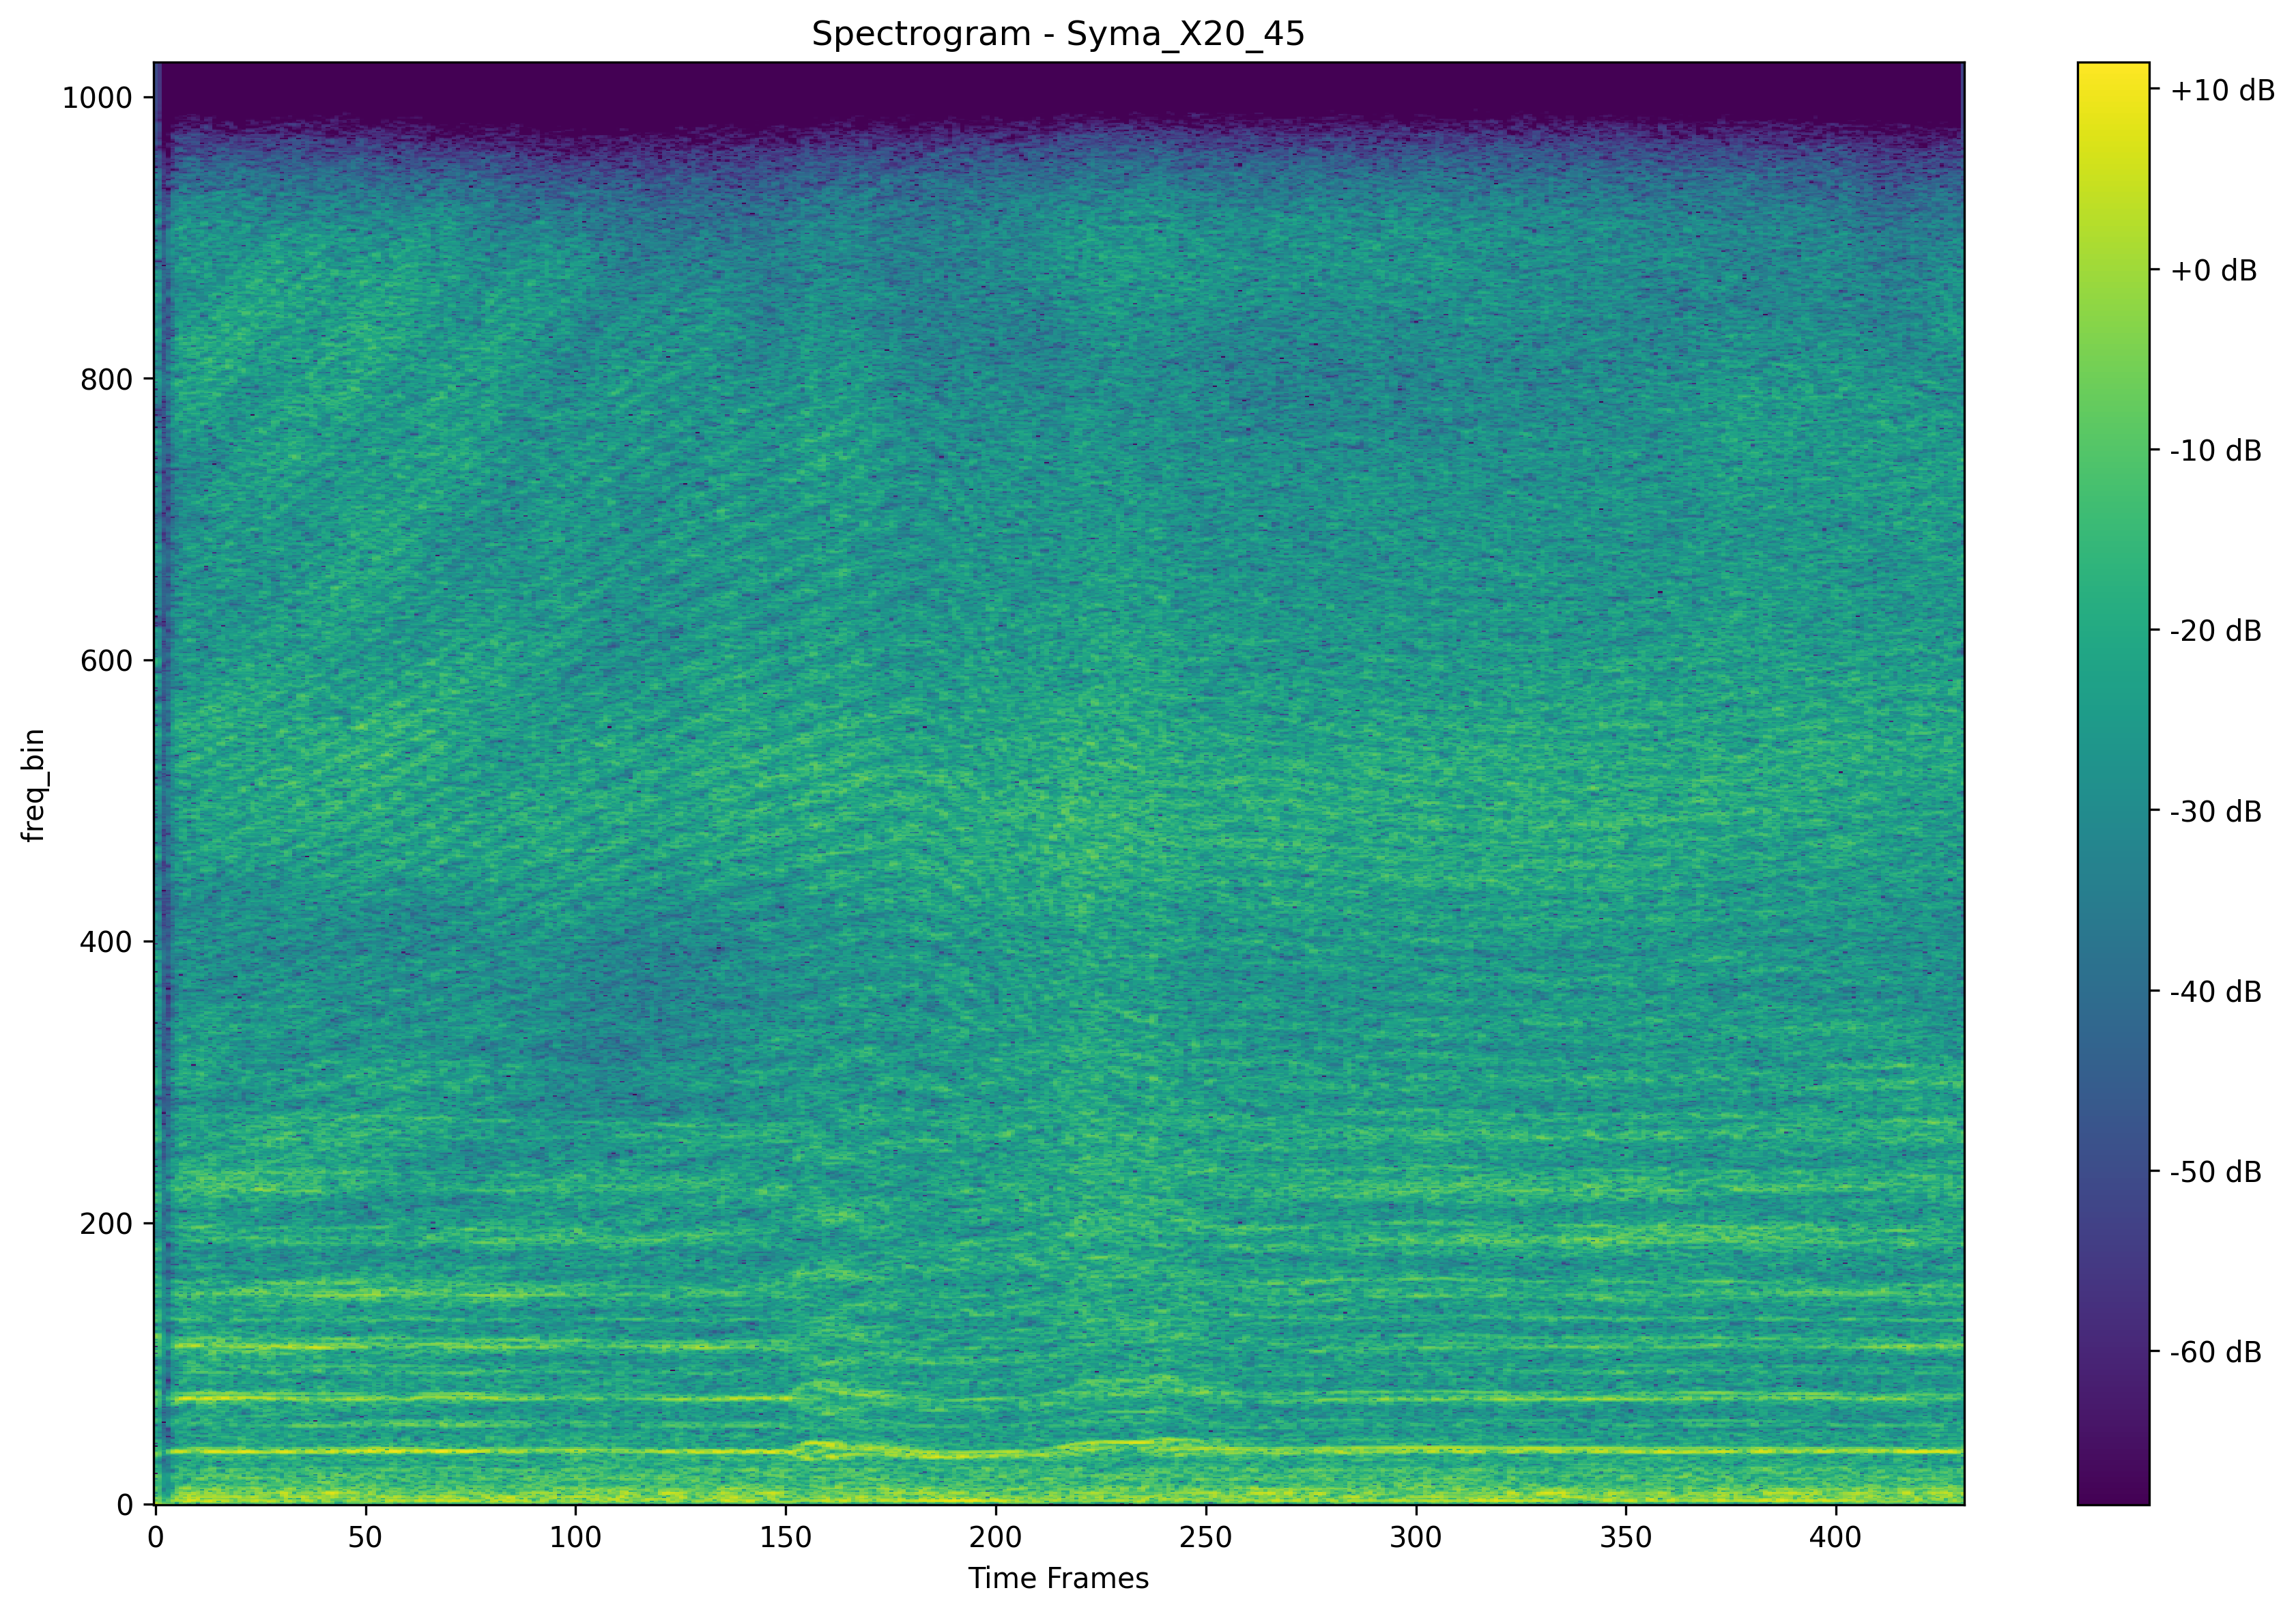 Spectrogram - Syma_X20_45
1000
800
600
400
200
0
freq_bin
0 50 100 150 200 250 300 350 400
Time Frames
+10 dB
+0 dB
-10 dB
-20 dB
-30 dB
-40 dB
-50 dB
-60 dB